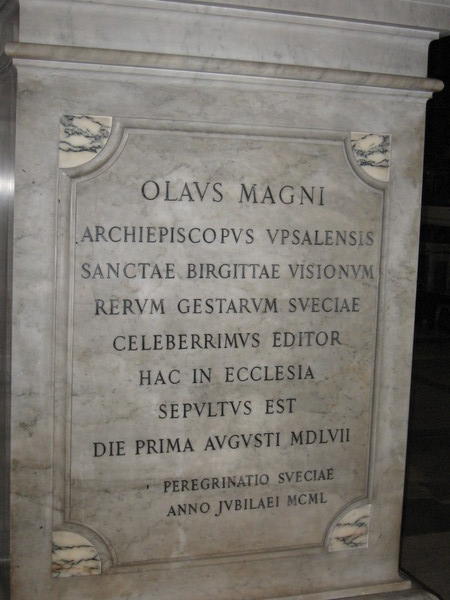 OLAVS MAGNI
ARCHIEPISCOPVS VPSALENSIS
SANCTAE BIRGITTAE VISIONVM
RERVM GESTARVM SVECIAE
CELEBERRIMVS EDITOR
HAC IN ECCLESIA
SEPVLTVS EST
DIE PRIMA AVGVSTI MDLVII
PEREGRINATIO SVECIAE
ANNO JVBILAEI MCML